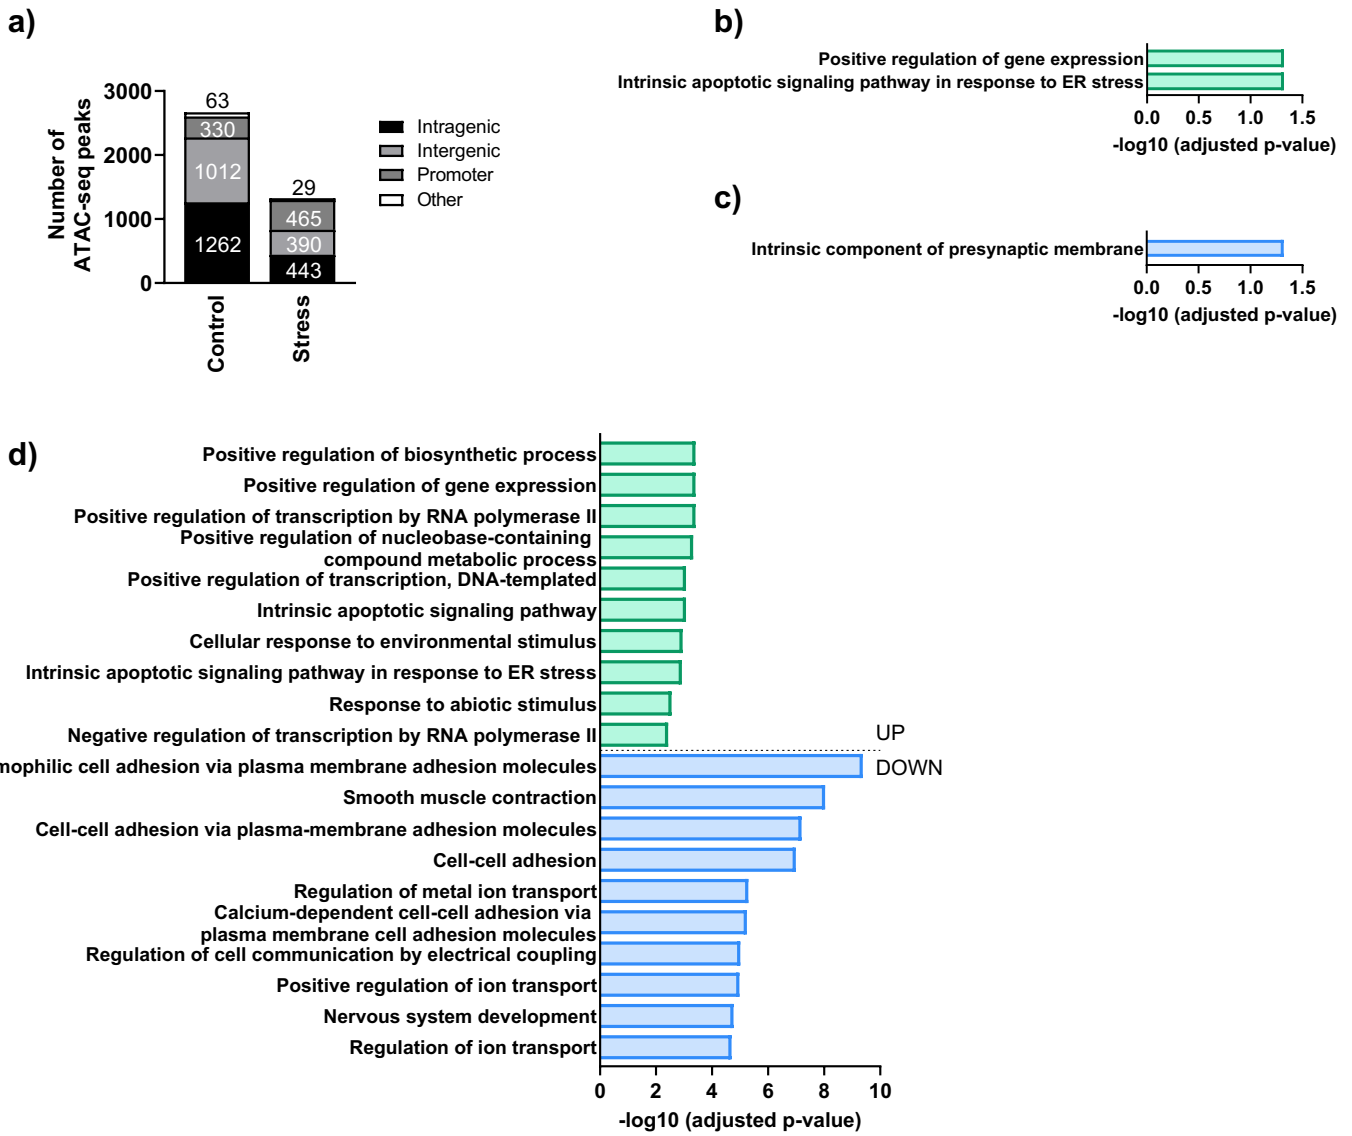 a)
3000
2000
1000
0
Number of
ATAC-seq peaks
63
330
1012
1262
29
465
390
443
Control
Stress
Intragenic
Intergenic
Promoter
Other
b)
Positive regulation of gene expression
Intrinsic apoptotic signaling pathway in response to ER stress
0.0 0.5 1.0 1.5
-log10 (adjusted p-value)
c)
Intrinsic component of presynaptic membrane
0.0 0.5 1.0 1.5
-log10 (adjusted p-value)
d)
Positive regulation of biosynthetic process
Positive regulation of gene expression
Positive regulation of transcription by RNA polymerase II
Positive regulation of nucleobase-containing
compound metabolic process
Positive regulation of transcription, DNA-templated
Intrinsic apoptotic signaling pathway
Cellular response to environmental stimulus
Intrinsic apoptotic signaling pathway in response to ER stress
Response to abiotic stimulus
Negative regulation of transcription by RNA polymerase II
UP
mophilic cell adhesion via plasma membrane adhesion molecules
DOWN
Smooth muscle contraction
Cell-cell adhesion via plasma-membrane adhesion molecules
Cell-cell adhesion
Regulation of metal ion transport
Calcium-dependent cell-cell adhesion via
plasma membrane cell adhesion molecules
Regulation of cell communication by electrical coupling
Positive regulation of ion transport
Nervous system development
Regulation of ion transport
0 2 4 6 8 10
-log10 (adjusted p-value)